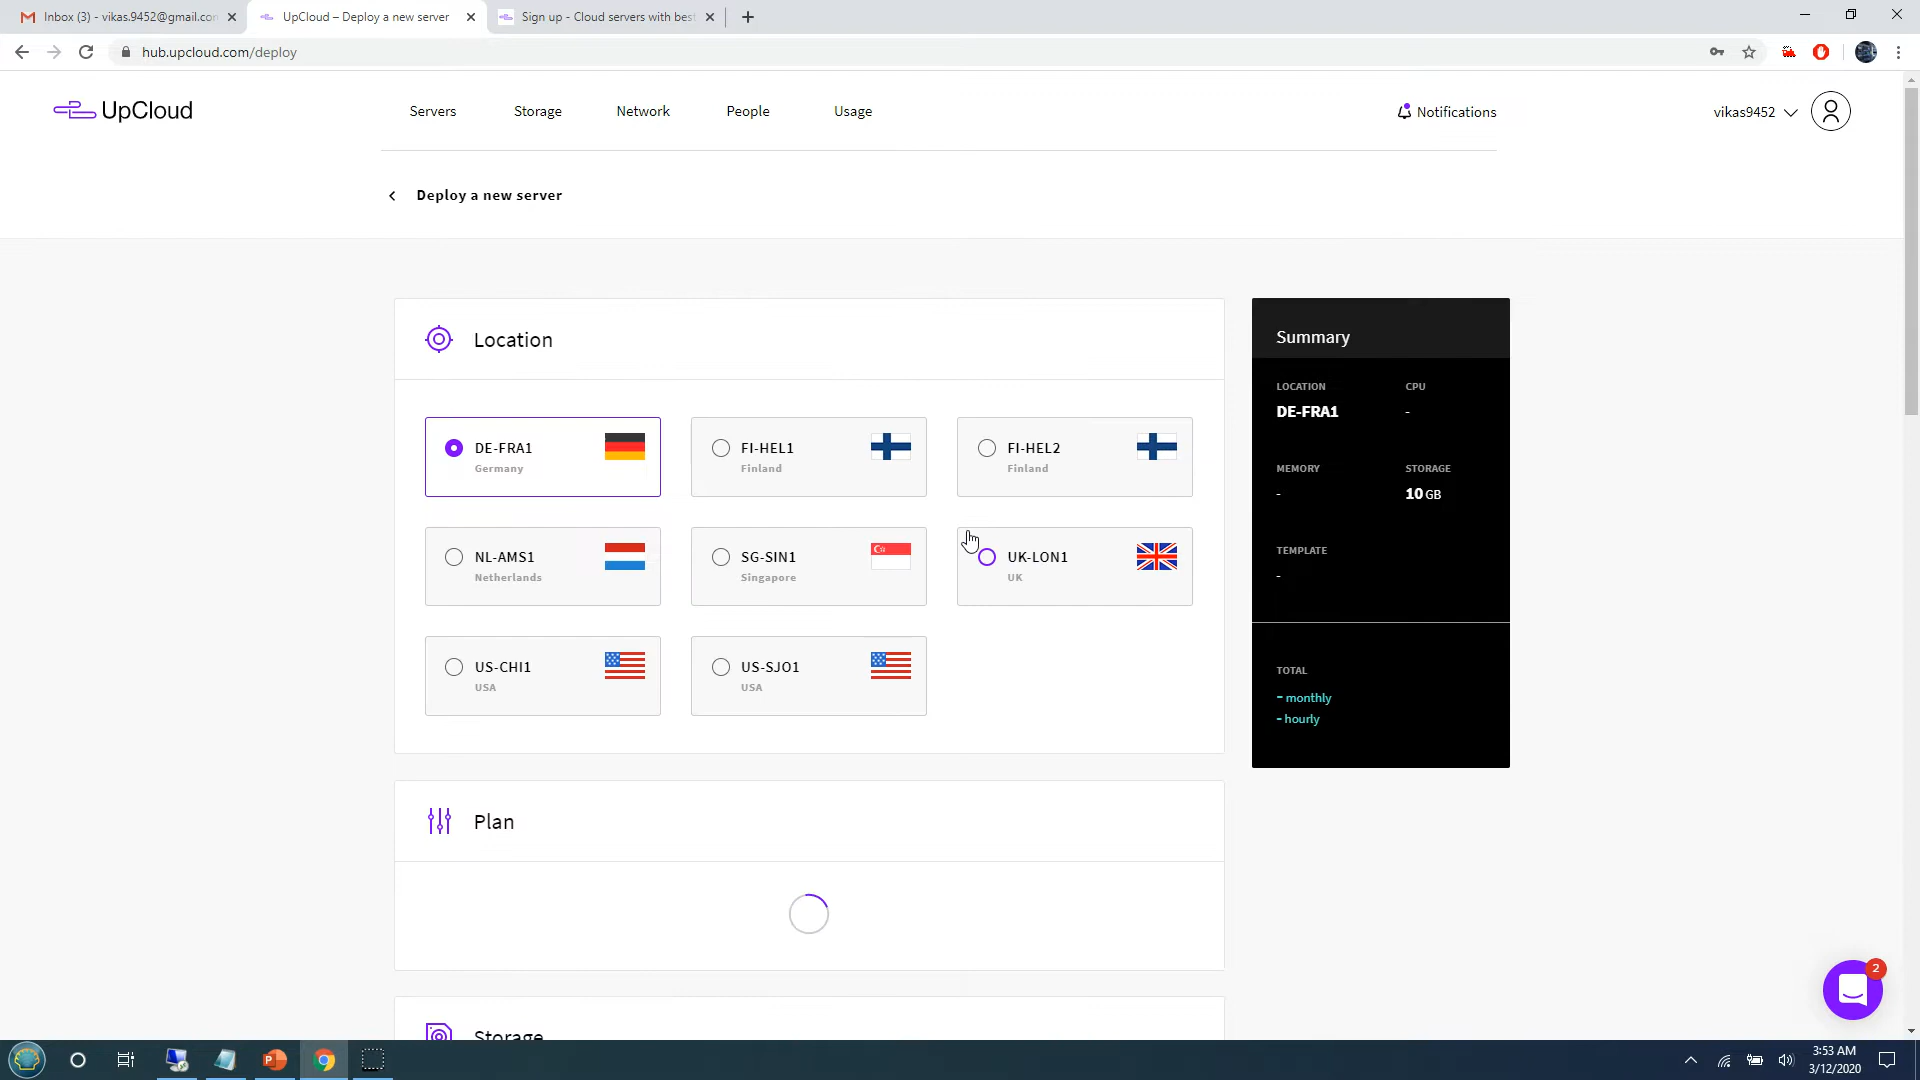 Inbox (3) - vikas.9452@gmail.con
UpCloud – Deploy a new server
Sign up - Cloud servers with best
hub.upcloud.com/deploy
UpCloud
Servers
Storage
Network
People
Usage
Notifications
vikas9452
Deploy a new server
Location
DE-FRA1
Germany
FI-HEL1
Finland
FI-HEL2
Finland
NL-AMS1
Netherlands
SG-SIN1
Singapore
UK-LON1
UK
US-CHI1
USA
US-SJO1
USA
Summary
LOCATION
CPU
DE-FRA1
-
MEMORY
STORAGE
-
10 GB
TEMPLATE
-
TOTAL
- monthly
- hourly
Plan
Storage
2
3:53 AM
3/12/2020